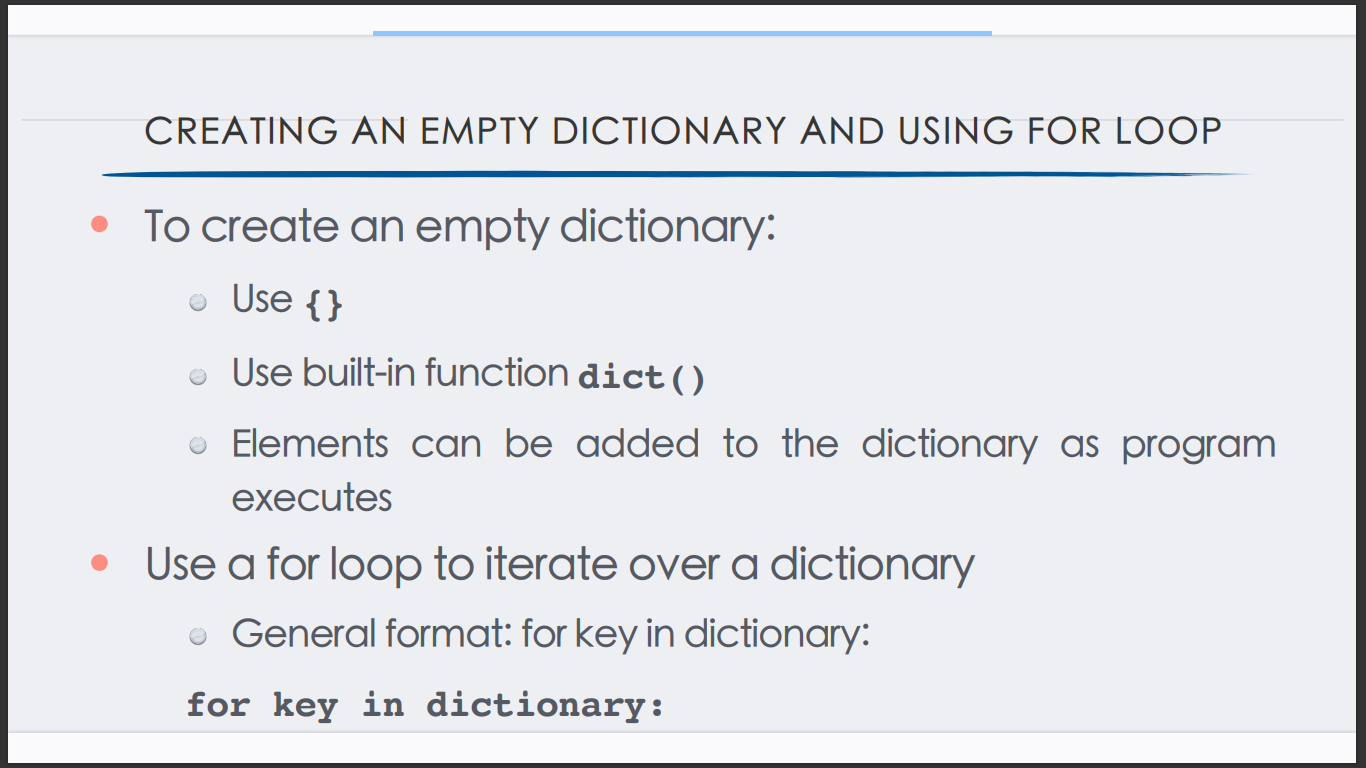 CREATING AN EMPTY DICTIONARY AND USING FOR LOOP
To create an empty dictionary:
Use {}
Use built-in function dict()
Elements can be added to the dictionary as program
executes
Use a for loop to iterate over a dictionary
General format: for key in dictionary:
for key in dictionary: